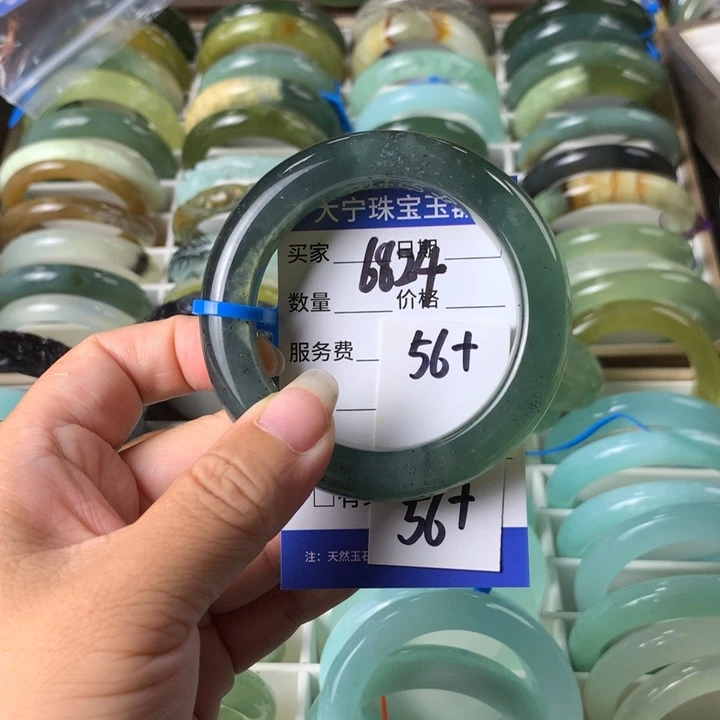 大宁珠宝玉
买家 日期
6824
数量 价格
服务费
56+
56+
注：天然玉石